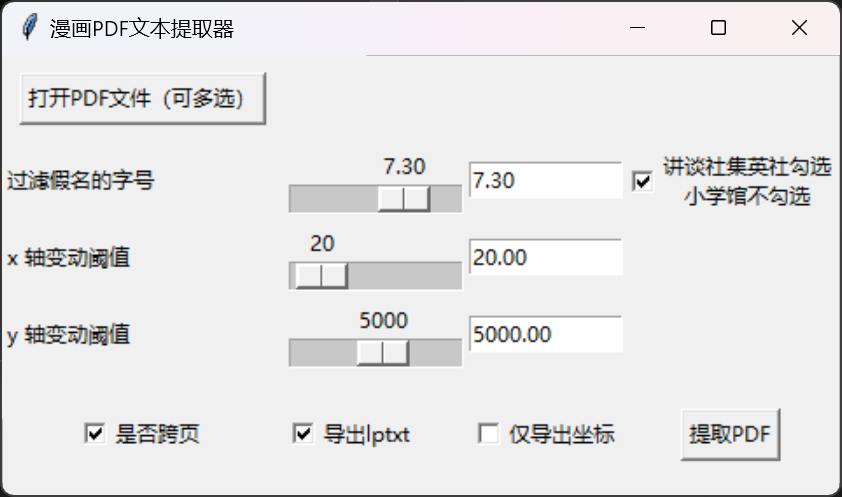 漫画PDF文本提取器
打开PDF文件（可多选）
过滤假名的字号
7.30
7.30
讲谈社集英社勾选
小学馆不勾选
x 轴变动阈值
20
20.00
y 轴变动阈值
5000
5000.00
是否跨页
导出lptxt
仅导出坐标
提取PDF